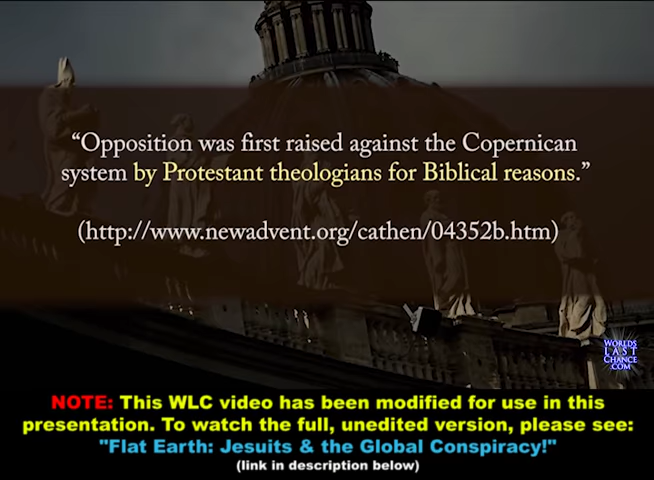 “Opposition was first raised against the Copernican
system by Protestant theologians for Biblical reasons.”
(http://www.newadvent.org/cathen/04352b.htm)
WORLDS
LAST
CHANCE
.COM
NOTE: This WLC video has been modified for use in this
presentation. To watch the full, unedited version, please see:
"Flat Earth: Jesuits & the Global Conspiracy!"
(link in description below)